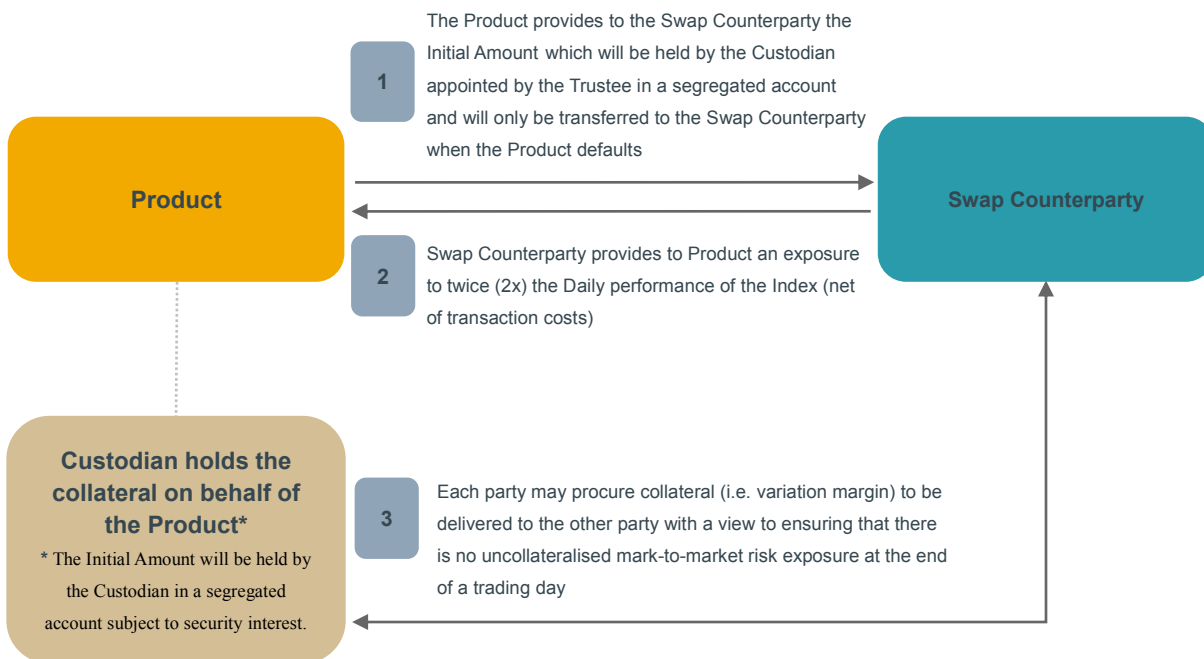 The Product provides to the Swap Counterparty the
Initial Amount which will be held by the Custodian
1
appointed by the Trustee in a segregated account
and will only be transferred to the Swap Counterparty
when the Product defaults
Product
Swap Counterparty
2
Swap Counterparty provides to Product an exposure
to twice (2x) the Daily performance of the Index (net
of transaction costs)
Custodian holds the
collateral on behalf of
the Product*
* The Initial Amount will be held by
the Custodian in a segregated
account subject to security interest.
3
Each party may procure collateral (i.e. variation margin) to be
delivered to the other party with a view to ensuring that there
is no uncollateralised mark-to-market risk exposure at the end
of a trading day